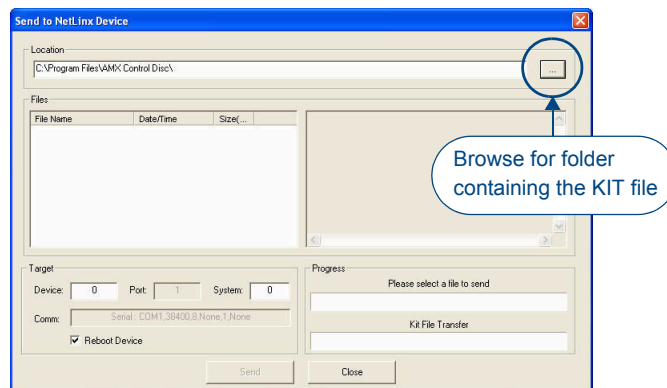 Send to NetLinx Device
Location
C:\Program Files\AMX Control Disc\
...
Files
File Name Date/Time Size(...
Browse for folder
containing the KIT file
Target
Device: 0 Port: 1 System: 0
Comm: Serial : COM1,38400,8,None,1,None
Reboot Device
Progress
Please select a file to send
Kit File Transfer
Send
Close